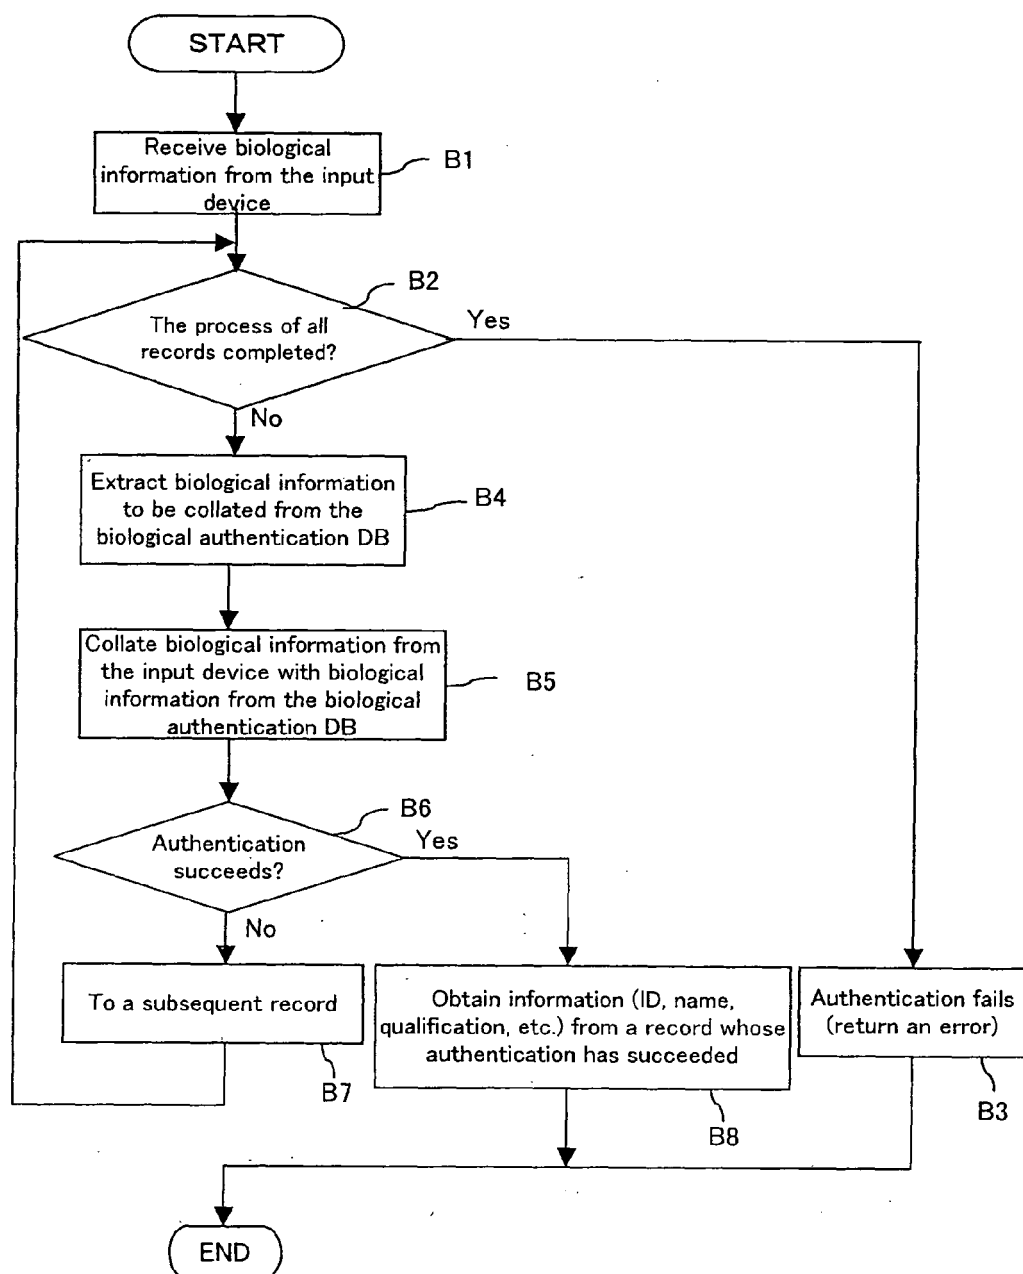 START
Receive biological
information from the input
device
B1
B2
The process of all
records completed?
Yes
No
Extract biological information
to be collated from the
biological authentication DB
B4
Collate biological information from
the input device with biological
information from the biological
authentication DB
B5
B6
Authentication
succeeds?
Yes
No
To a subsequent record
B7
Obtain information (ID, name,
qualification, etc.) from a record whose
authentication has succeeded
B8
Authentication fails
(return an error)
B3
END